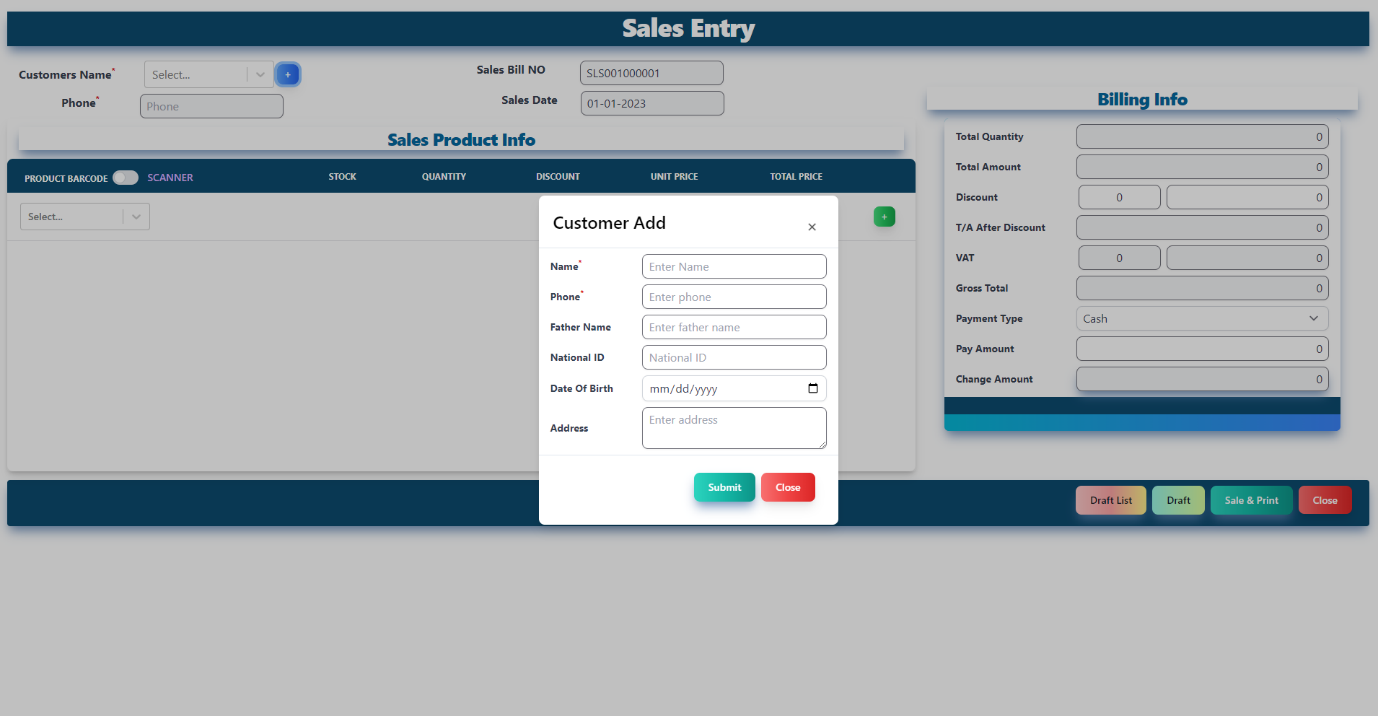 Sales Entry
Customers Name* Select... +
Sales Bill NO SLS001000001
Phone* Phone
Sales Date 01-01-2023
Sales Product Info
PRODUCT BARCODE SCANNER STOCK QUANTITY DISCOUNT UNIT PRICE TOTAL PRICE
Select... +
Customer Add ×
Name* Enter Name
Phone* Enter phone
Father Name Enter father name
National ID National ID
Date Of Birth mm/dd/yyyy
Address Enter address
Submit Close
Billing Info
Total Quantity 0
Total Amount 0
Discount 0 0
T/A After Discount 0
VAT 0 0
Gross Total 0
Payment Type Cash
Pay Amount 0
Change Amount 0
Draft List Draft Sale & Print Close